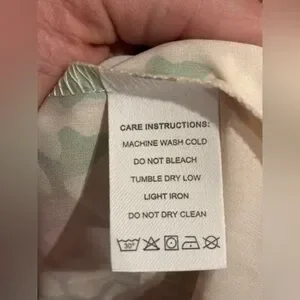 CARE INSTRUCTIONS:
MACHINE WASH COLD
DO NOT BLEACH
TUMBLE DRY LOW
LIGHT IRON
DO NOT DRY CLEAN
30°